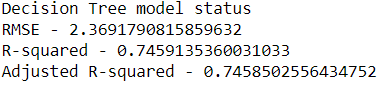 Decision Tree model status
RMSE - 2.3691790815859632
R-squared - 0.7459135360031033
Adjusted R-squared - 0.7458502556434752